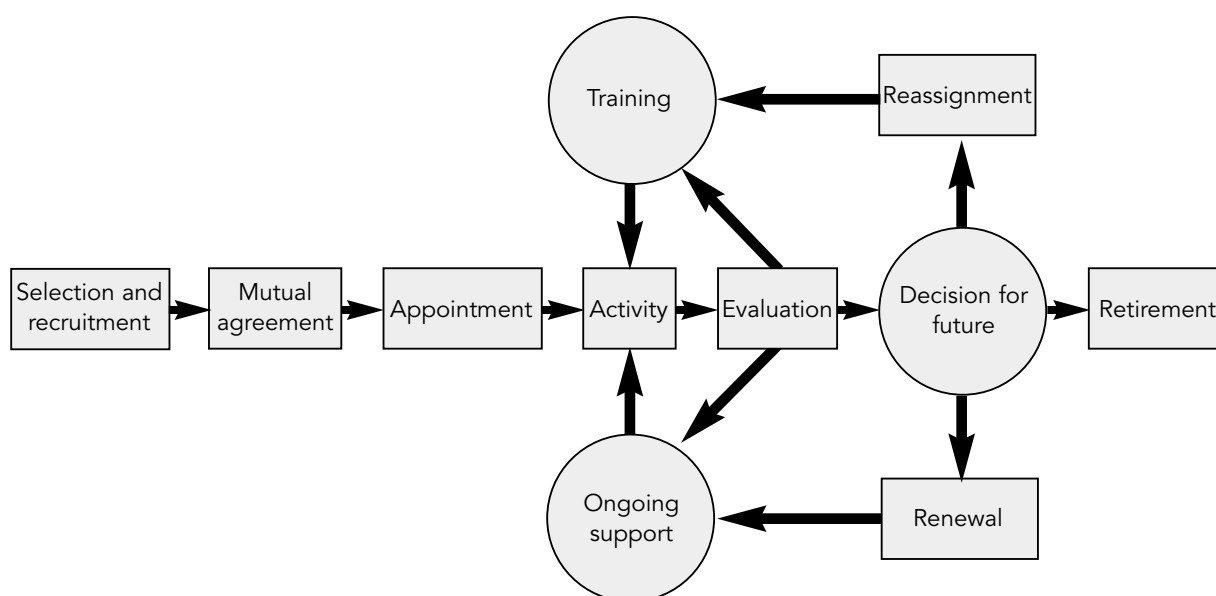 Training
Reassignment
Selection and
recruitment
Mutual
agreement
Appointment
Activity
Evaluation
Decision for
future
Retirement
Ongoing
support
Renewal